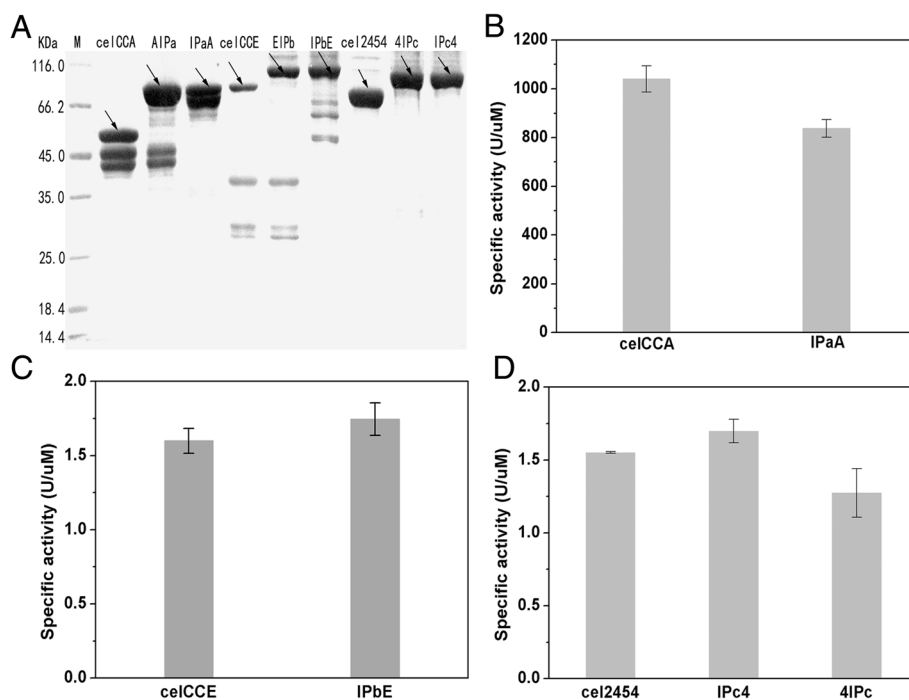 A
KDa M celCCA AIPa IPaA celCCE EIPb IPbE cel2454 4IPc IPc4
116.0
66.2
45.0
35.0
25.0
18.4
14.4
B
Specific activity (U/uM)
1200
1000
800
600
400
200
0
celCCA IPaA
C
Specific activity (U/uM)
2.0
1.5
1.0
0.5
0.0
celCCE IPbE
D
Specific activity (U/uM)
2.0
1.5
1.0
0.5
0.0
cel2454 IPc4 4IPc